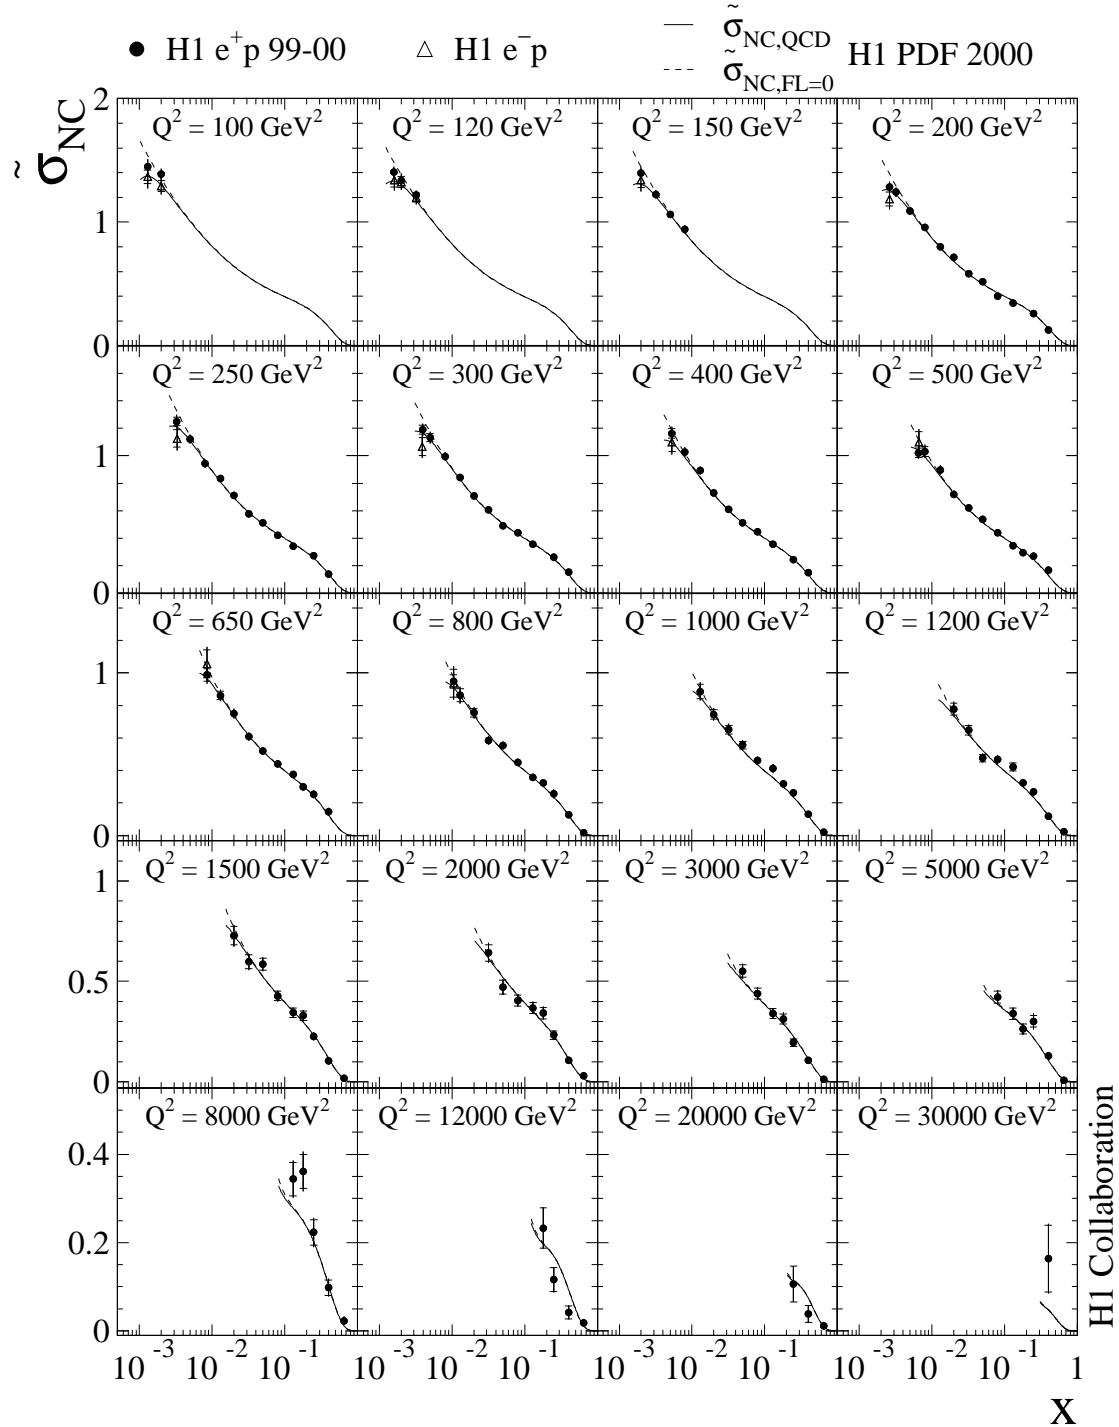 H1 e⁺p 99-00 H1 e⁻p σ̃NC,QCD H1 PDF 2000
σ̃NC,FL=0
σ̃NC
2
Q² = 100 GeV² Q² = 120 GeV² Q² = 150 GeV² Q² = 200 GeV²
1
0
Q² = 250 GeV² Q² = 300 GeV² Q² = 400 GeV² Q² = 500 GeV²
1
0
Q² = 650 GeV² Q² = 800 GeV² Q² = 1000 GeV² Q² = 1200 GeV²
1
0
Q² = 1500 GeV² Q² = 2000 GeV² Q² = 3000 GeV² Q² = 5000 GeV²
1
0.5
0
Q² = 8000 GeV² Q² = 12000 GeV² Q² = 20000 GeV² Q² = 30000 GeV²
0.4
0.2
0
10⁻³ 10⁻² 10⁻¹ 10⁻³ 10⁻² 10⁻¹ 10⁻³ 10⁻² 10⁻¹ 10⁻³ 10⁻² 10⁻¹ 1
x
H1 Collaboration